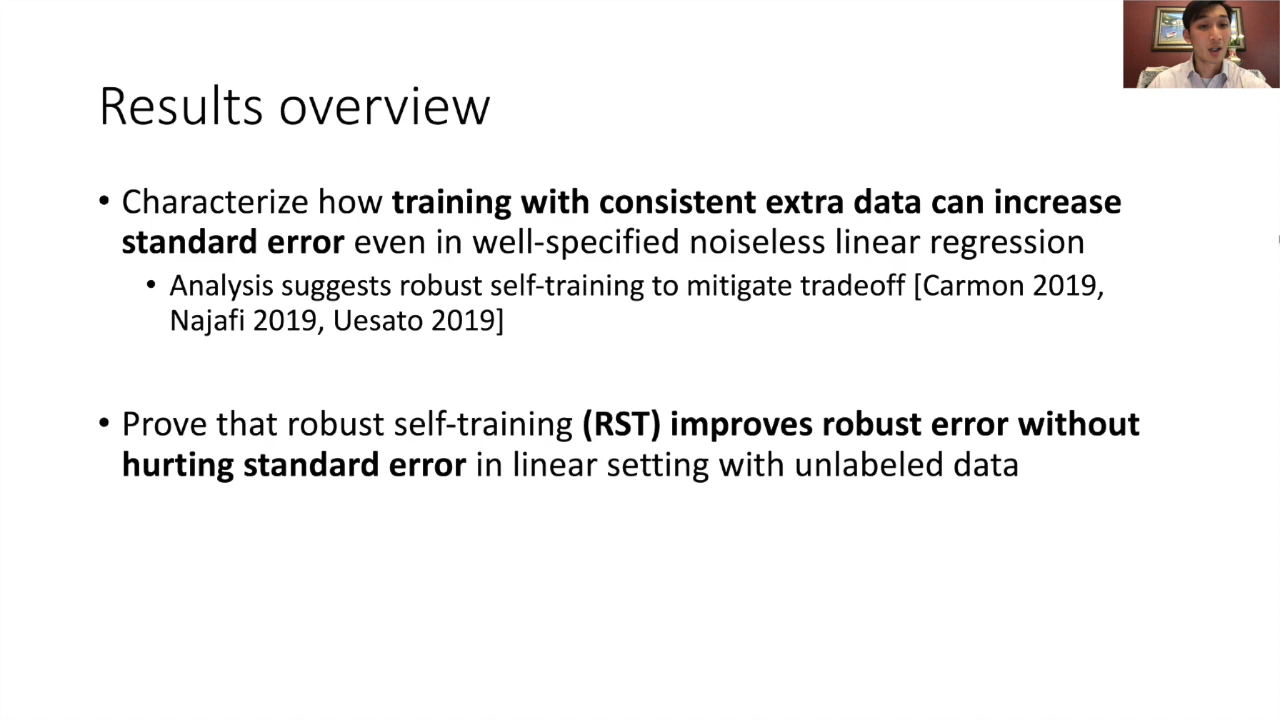 Results overview
• Characterize how training with consistent extra data can increase
standard error even in well-specified noiseless linear regression
• Analysis suggests robust self-training to mitigate tradeoff [Carmon 2019,
Najafi 2019, Uesato 2019]
• Prove that robust self-training (RST) improves robust error without
hurting standard error in linear setting with unlabeled data